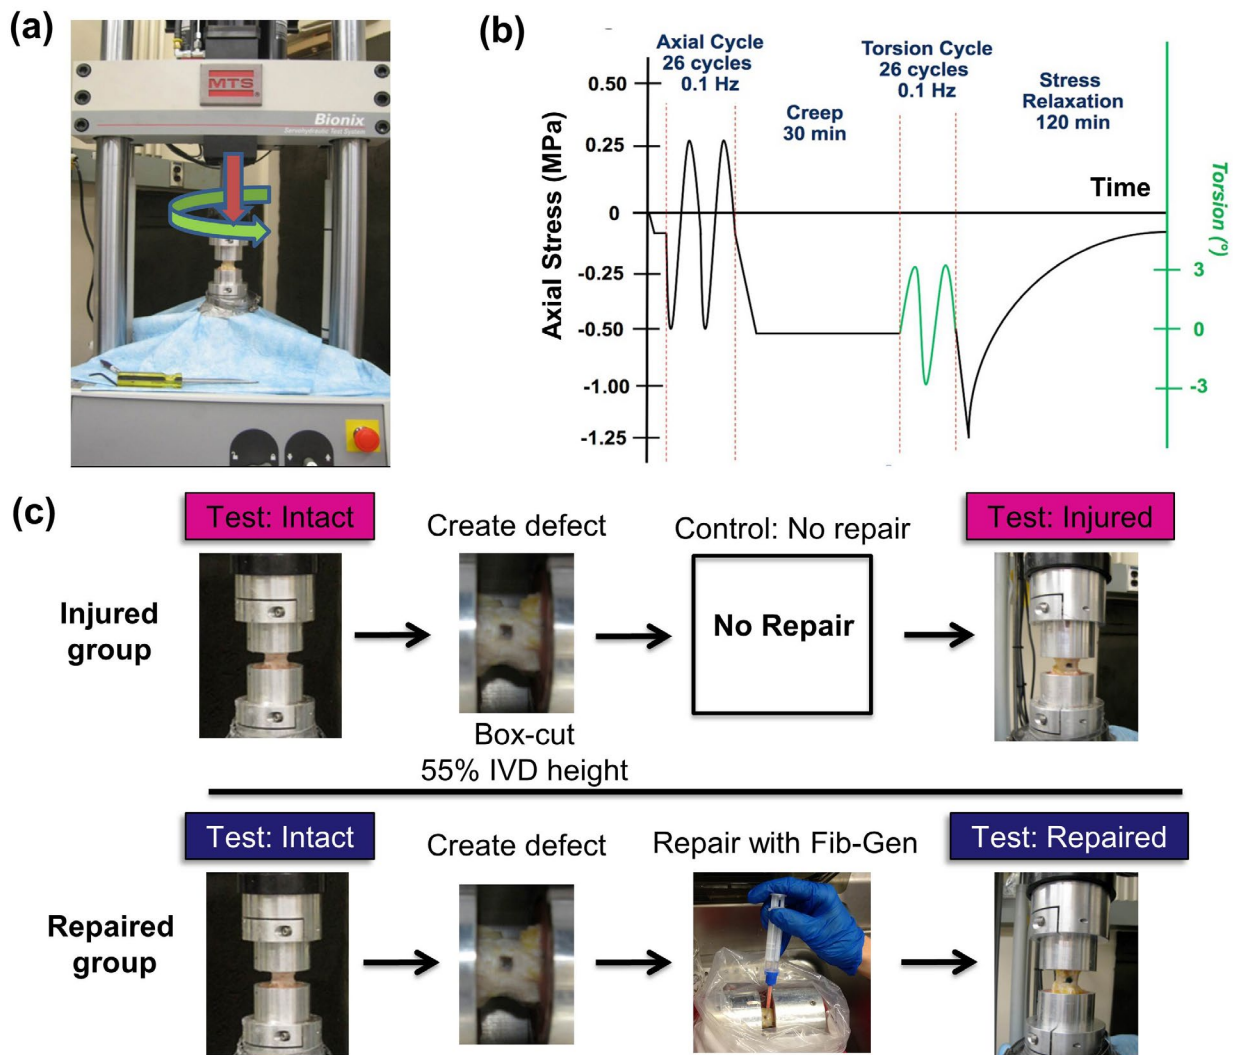 (a)
MTS
Bionix
Servohydraulic Test System
(b)
Axial Cycle
26 cycles
0.1 Hz
Torsion Cycle
26 cycles
0.1 Hz
Creep
30 min
Stress
Relaxation
120 min
Time
Axial Stress (MPa)
0.50
0.25
0
-0.25
-0.50
-1.00
-1.25
Torsion (°)
3
0
-3
(c)
Test: Intact
Create defect
Control: No repair
Test: Injured
Injured
group
No Repair
Box-cut
55% IVD height
Test: Intact
Create defect
Repair with Fib-Gen
Test: Repaired
Repaired
group